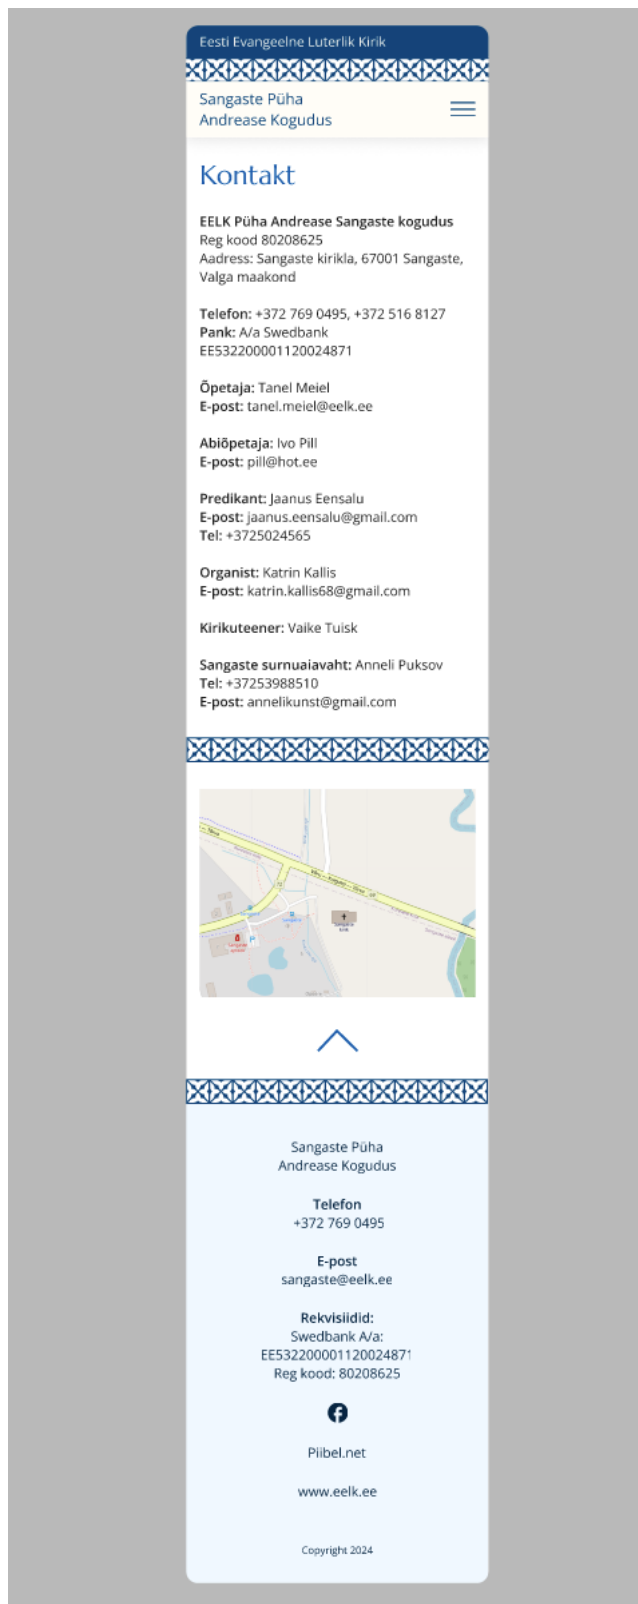 Eesti Evangeelne Luterlik Kirik
Sangaste Püha
Andrease Kogudus
Kontakt
EELK Püha Andrease Sangaste kogudus
Reg kood 80208625
Aadress: Sangaste kirikla, 67001 Sangaste,
Valga maakond
Telefon: +372 769 0495, +372 516 8127
Pank: A/a Swedbank
EE532200001120024871
Õpetaja: Tanel Meiel
E-post: tanel.meiel@eelk.ee
Abiõpetaja: Ivo Pill
E-post: pill@hot.ee
Predikant: Jaanus Eensalu
E-post: jaanus.eensalu@gmail.com
Tel: +3725024565
Organist: Katrin Kallis
E-post: katrin.kallis68@gmail.com
Kirikuteener: Vaike Tuisk
Sangaste surnuaiavaht: Anneli Puksov
Tel: +37253988510
E-post: annelikunst@gmail.com
Sangaste Püha
Andrease Kogudus
Telefon
+372 769 0495
E-post
sangaste@eelk.ee
Rekvisiidid:
Swedbank A/a:
EE532200001120024871
Reg kood: 80208625
Piibel.net
www.eelk.ee
Copyright 2024